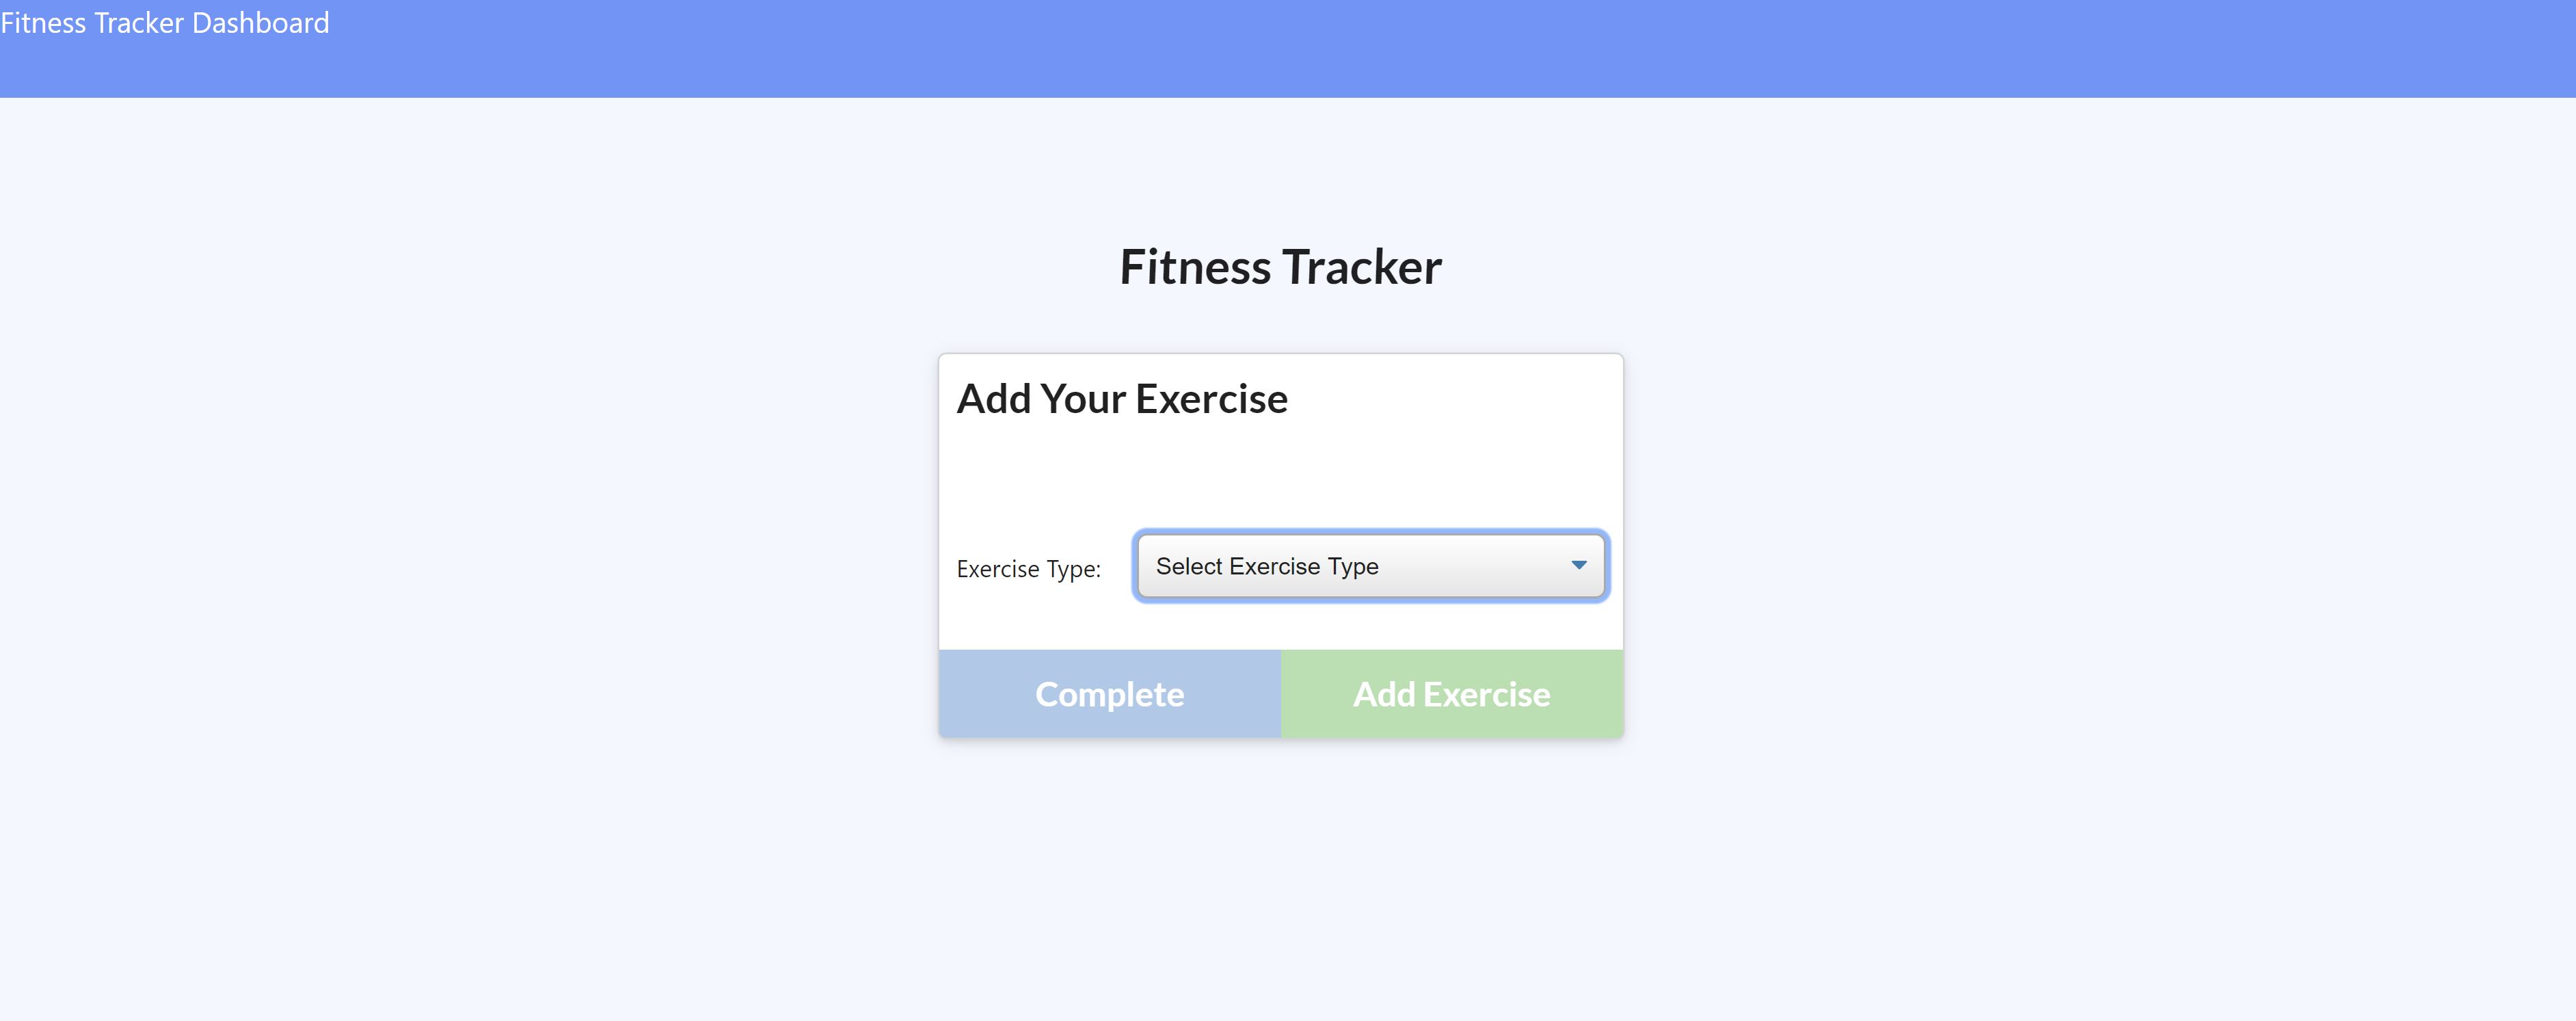 Fitness Tracker Dashboard
Fitness Tracker
Add Your Exercise
Exercise Type: Select Exercise Type
Complete Add Exercise